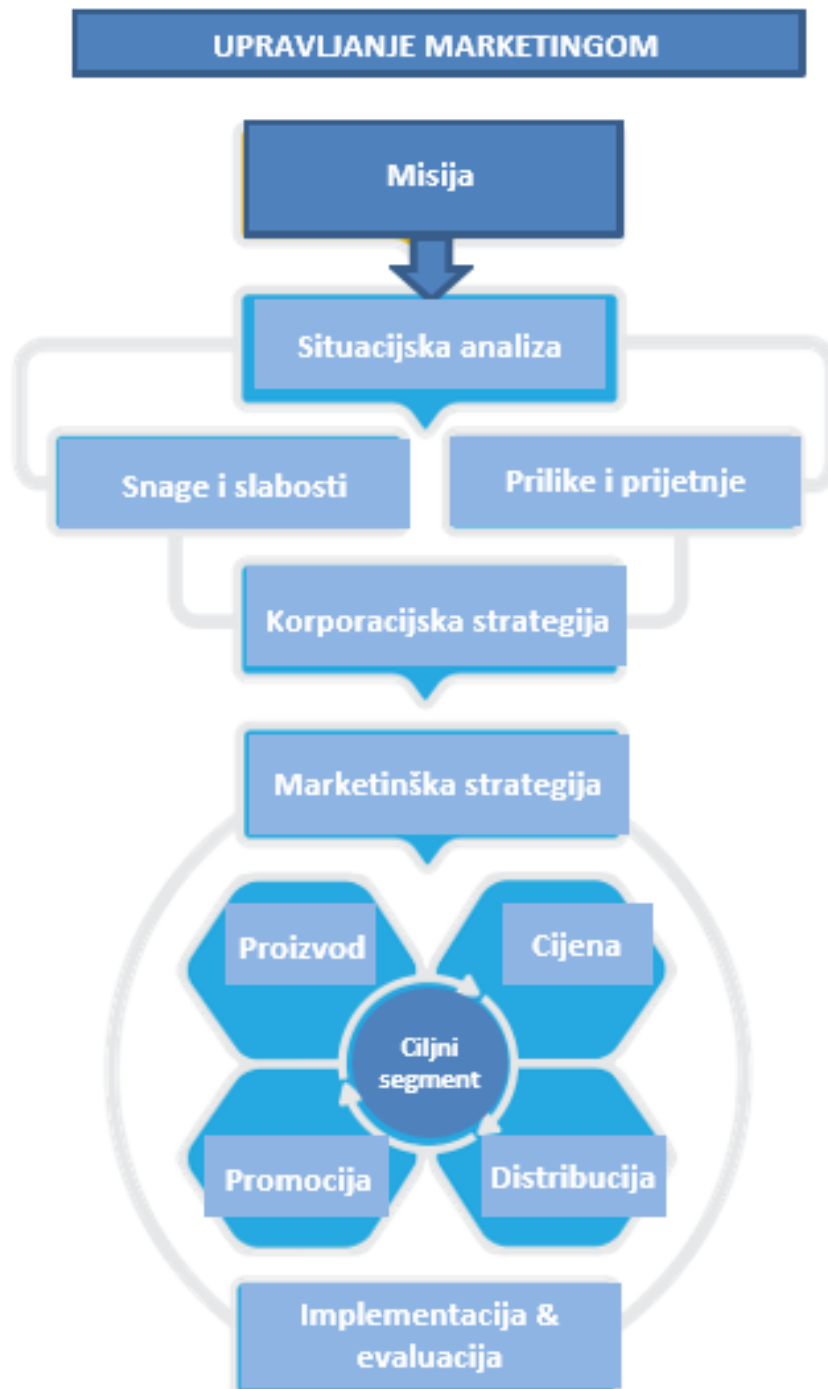 UPRAVLJANJE MARKETINGOM
Misija
Situacijska analiza
Snage i slabosti
Prilike i prijetnje
Korporacijska strategija
Marketinška strategija
Proizvod
Cijena
Ciljni
segment
Promocija
Distribucija
Implementacija &
evaluacija